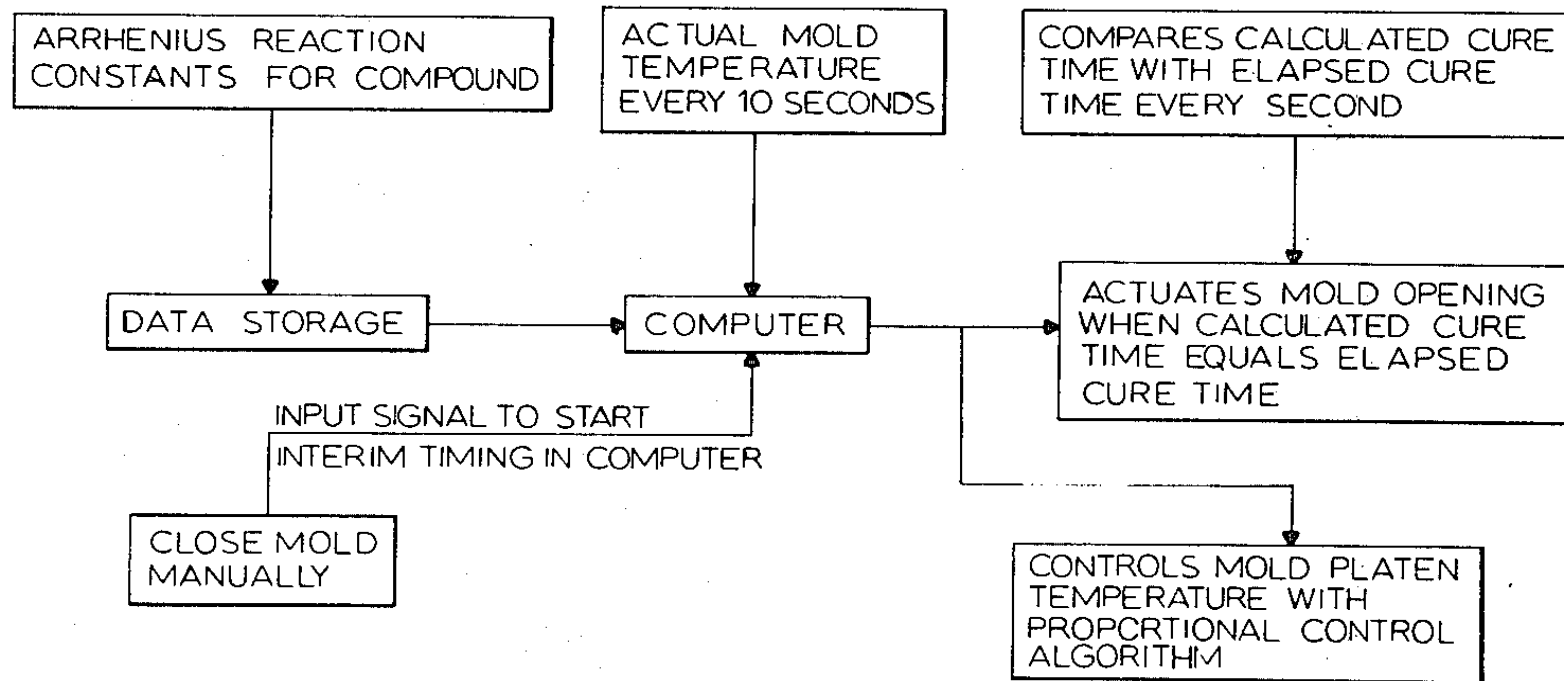 ARRHENIUS REACTION
CONSTANTS FOR COMPOUND
ACTUAL MOLD
TEMPERATURE
EVERY 10 SECONDS
COMPARES CALCULATED CURE
TIME WITH ELAPSED CURE
TIME EVERY SECOND
DATA STORAGE
COMPUTER
ACTUATES MOLD OPENING
WHEN CALCULATED CURE
TIME EQUALS ELAPSED
CURE TIME
INPUT SIGNAL TO START
INTERIM TIMING IN COMPUTER
CLOSE MOLD
MANUALLY
CONTROLS MOLD PLATEN
TEMPERATURE WITH
PROPORTIONAL CONTROL
ALGORITHM